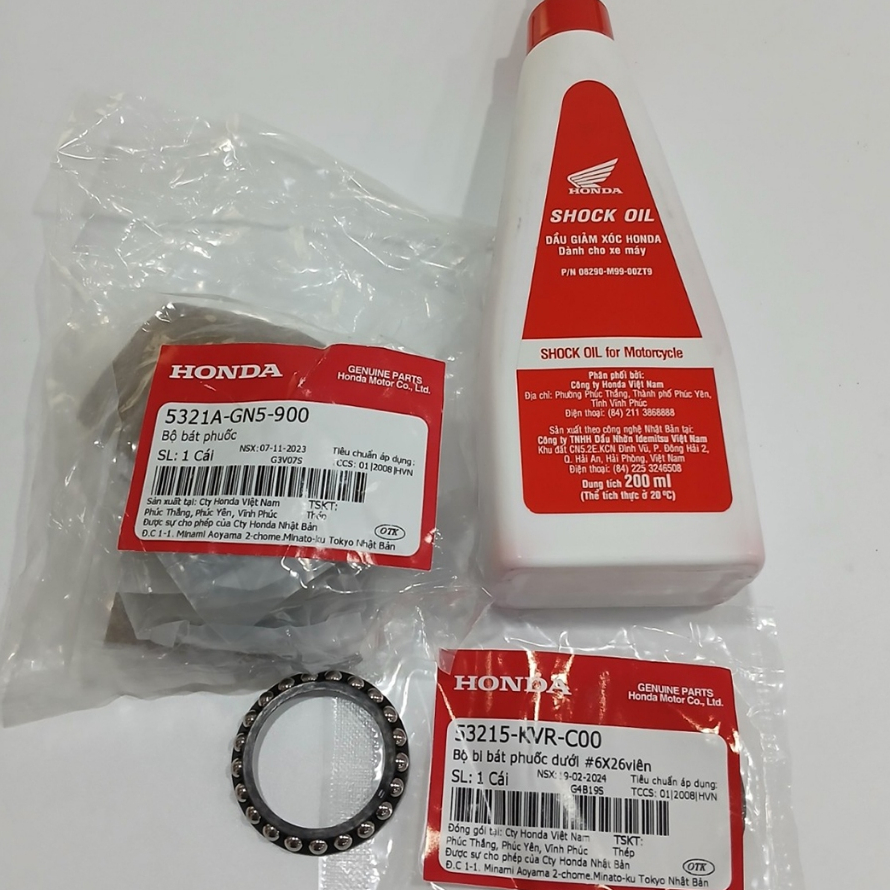 HONDA
SHOCK OIL
DẦU GIẢM XÓC HONDA
Dành cho xe máy
P/N 08290-M99-00ZT9
SHOCK OIL for Motorcycle
Phân phối bởi:
Công ty Honda Việt Nam
Địa chỉ: Phường Phúc Thắng, Thành phố Phúc Yên,
Tỉnh Vĩnh Phúc
Điện thoại: (84) 211 3868888
Sản xuất theo công nghệ Nhật Bản tại:
Công ty TNHH Dầu Nhờn Idemitsu Việt Nam
Khu đất CN5.2E.KCN Đình Vũ, P. Đông Hải 2,
Q. Hải An, Hải Phòng, Việt Nam
Điện thoại: (84) 225 3246508
Dung tích 200 ml
(Thể tích thực ở 20°C)
HONDA
GENUINE PARTS
Honda Motor Co., Ltd.
5321A-GN5-900
Bộ bát phuốc
SL: 1 Cái
NSX: 07-11-2023
G3V07S
Tiêu chuẩn áp dụng:
CCS: 01|2008|HVN
Sản xuất tại: Cty Honda Việt Nam
Phúc Thắng, Phúc Yên, Vĩnh Phúc
TSKT:
Thép
Được sự cho phép của Cty Honda Nhật Bản
Đ.C 1-1. Minami Aoyama 2-chome.Minato-ku Tokyo Nhật Bản
OTK
HONDA
GENUINE PARTS
Honda Motor Co., Ltd.
53215-KVR-C00
Bộ bi bát phuốc dưới #6X26viên
SL: 1 Cái
NSX: 19-02-2024
G4B19S
Tiêu chuẩn áp dụng:
TCCS: 01|2008|HVN
Đóng gói tại: Cty Honda Việt Nam
Phúc Thắng, Phúc Yên, Vĩnh Phúc
TSKT:
Thép
Được sự cho phép của Cty Honda Nhật Bản
Đ.C 1-1. Minami Aoyama 2-chome.Minato-ku Tokyo Nhật Bản
OTK